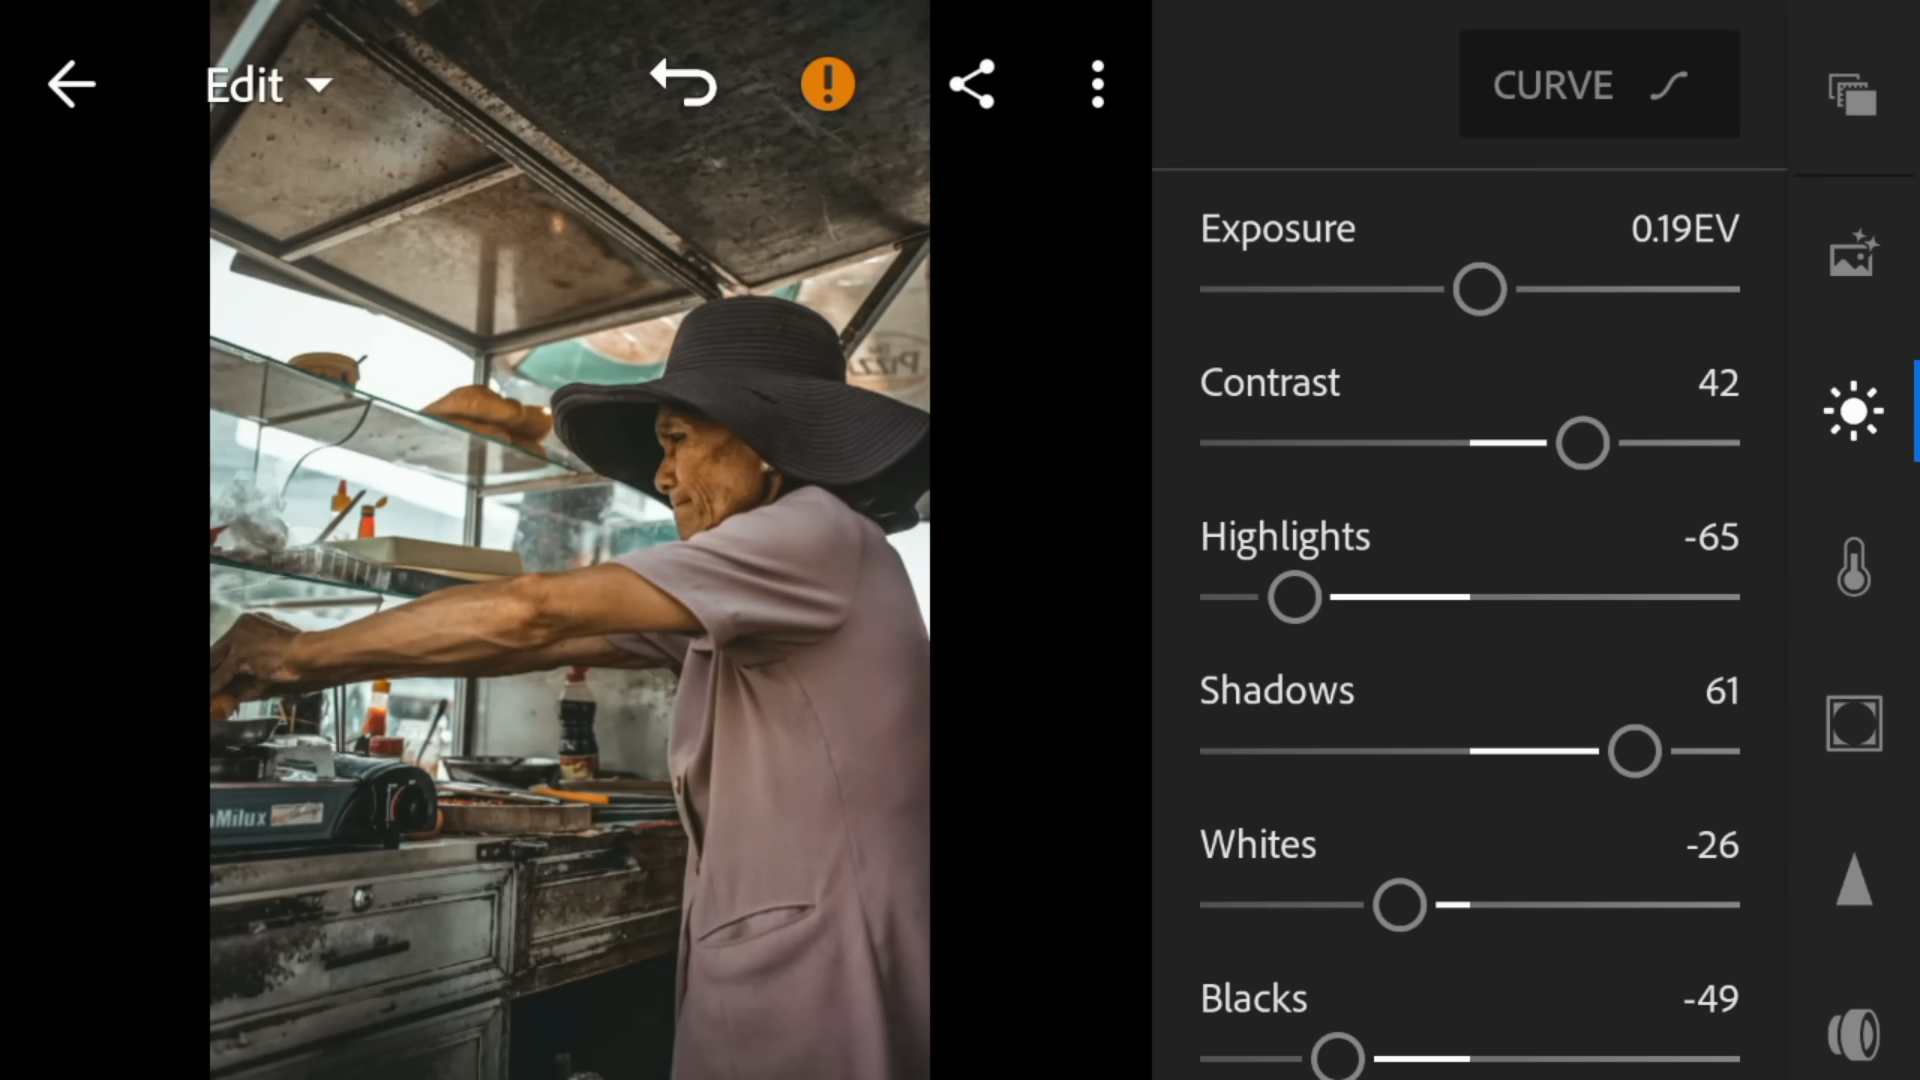 Edit
CURVE
Exposure 0.19EV
Contrast 42
Highlights -65
Shadows 61
Whites -26
Blacks -49
Milux